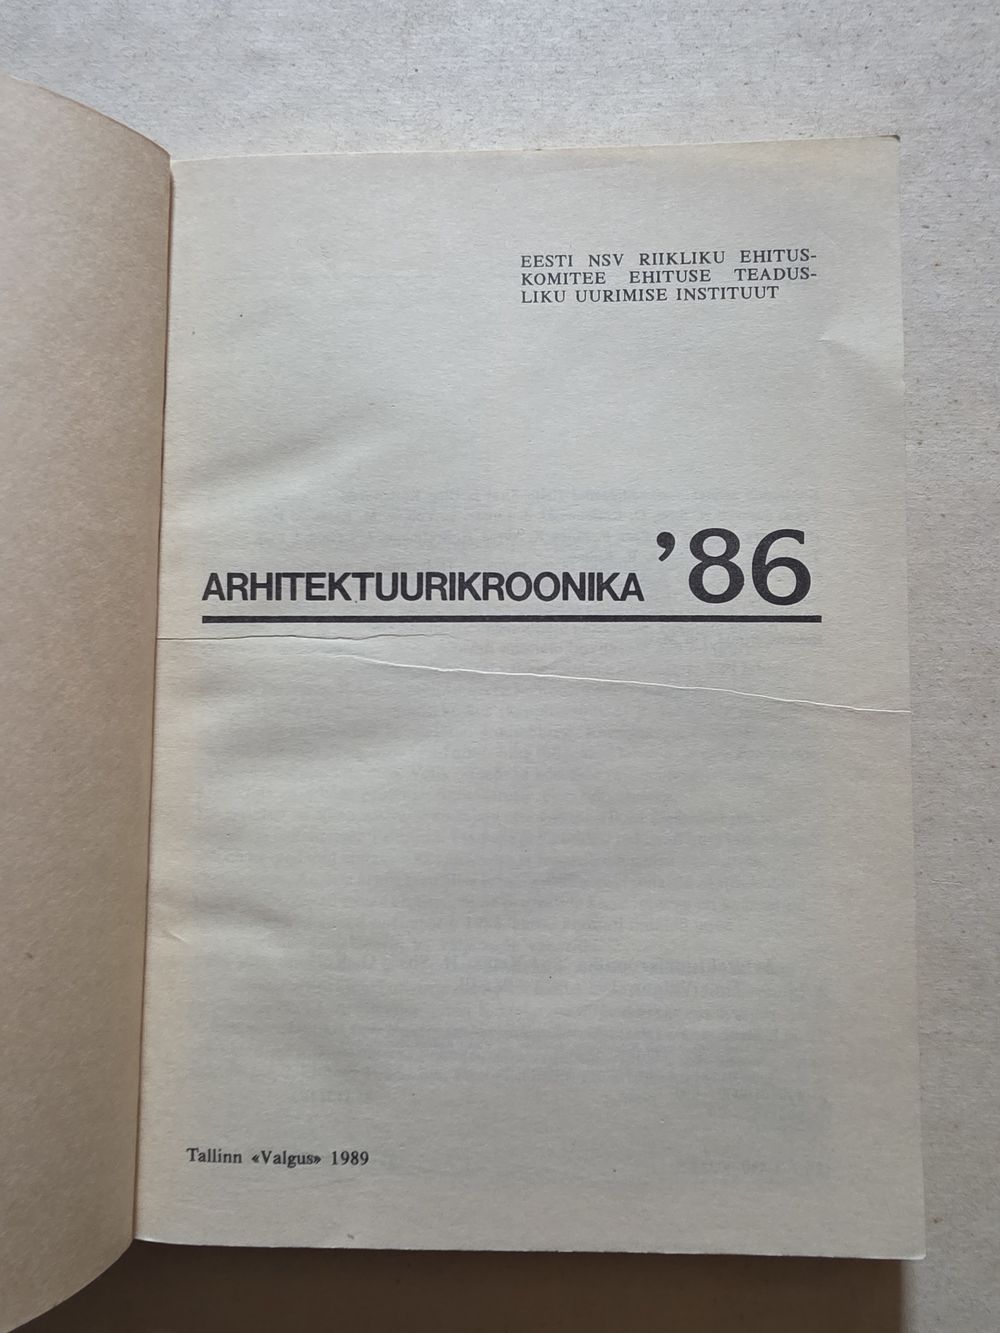 EESTI NSV RIIKLIKU EHITUS-
KOMITEE EHITUSE TEADUS-
LIKU UURIMISE INSTITUUT
ARHITEKTUURIKROONIKA ’86
Tallinn «Valgus» 1989